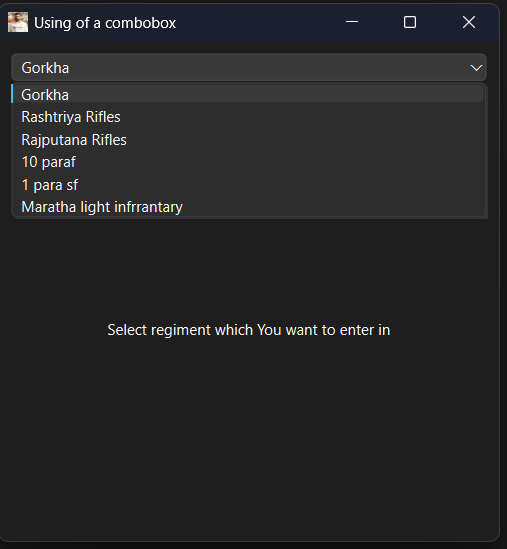 Using of a combobox
Gorkha
Gorkha
Rashtriya Rifles
Rajputana Rifles
10 paraf
1 para sf
Maratha light infrrantary
Select regiment which You want to enter in